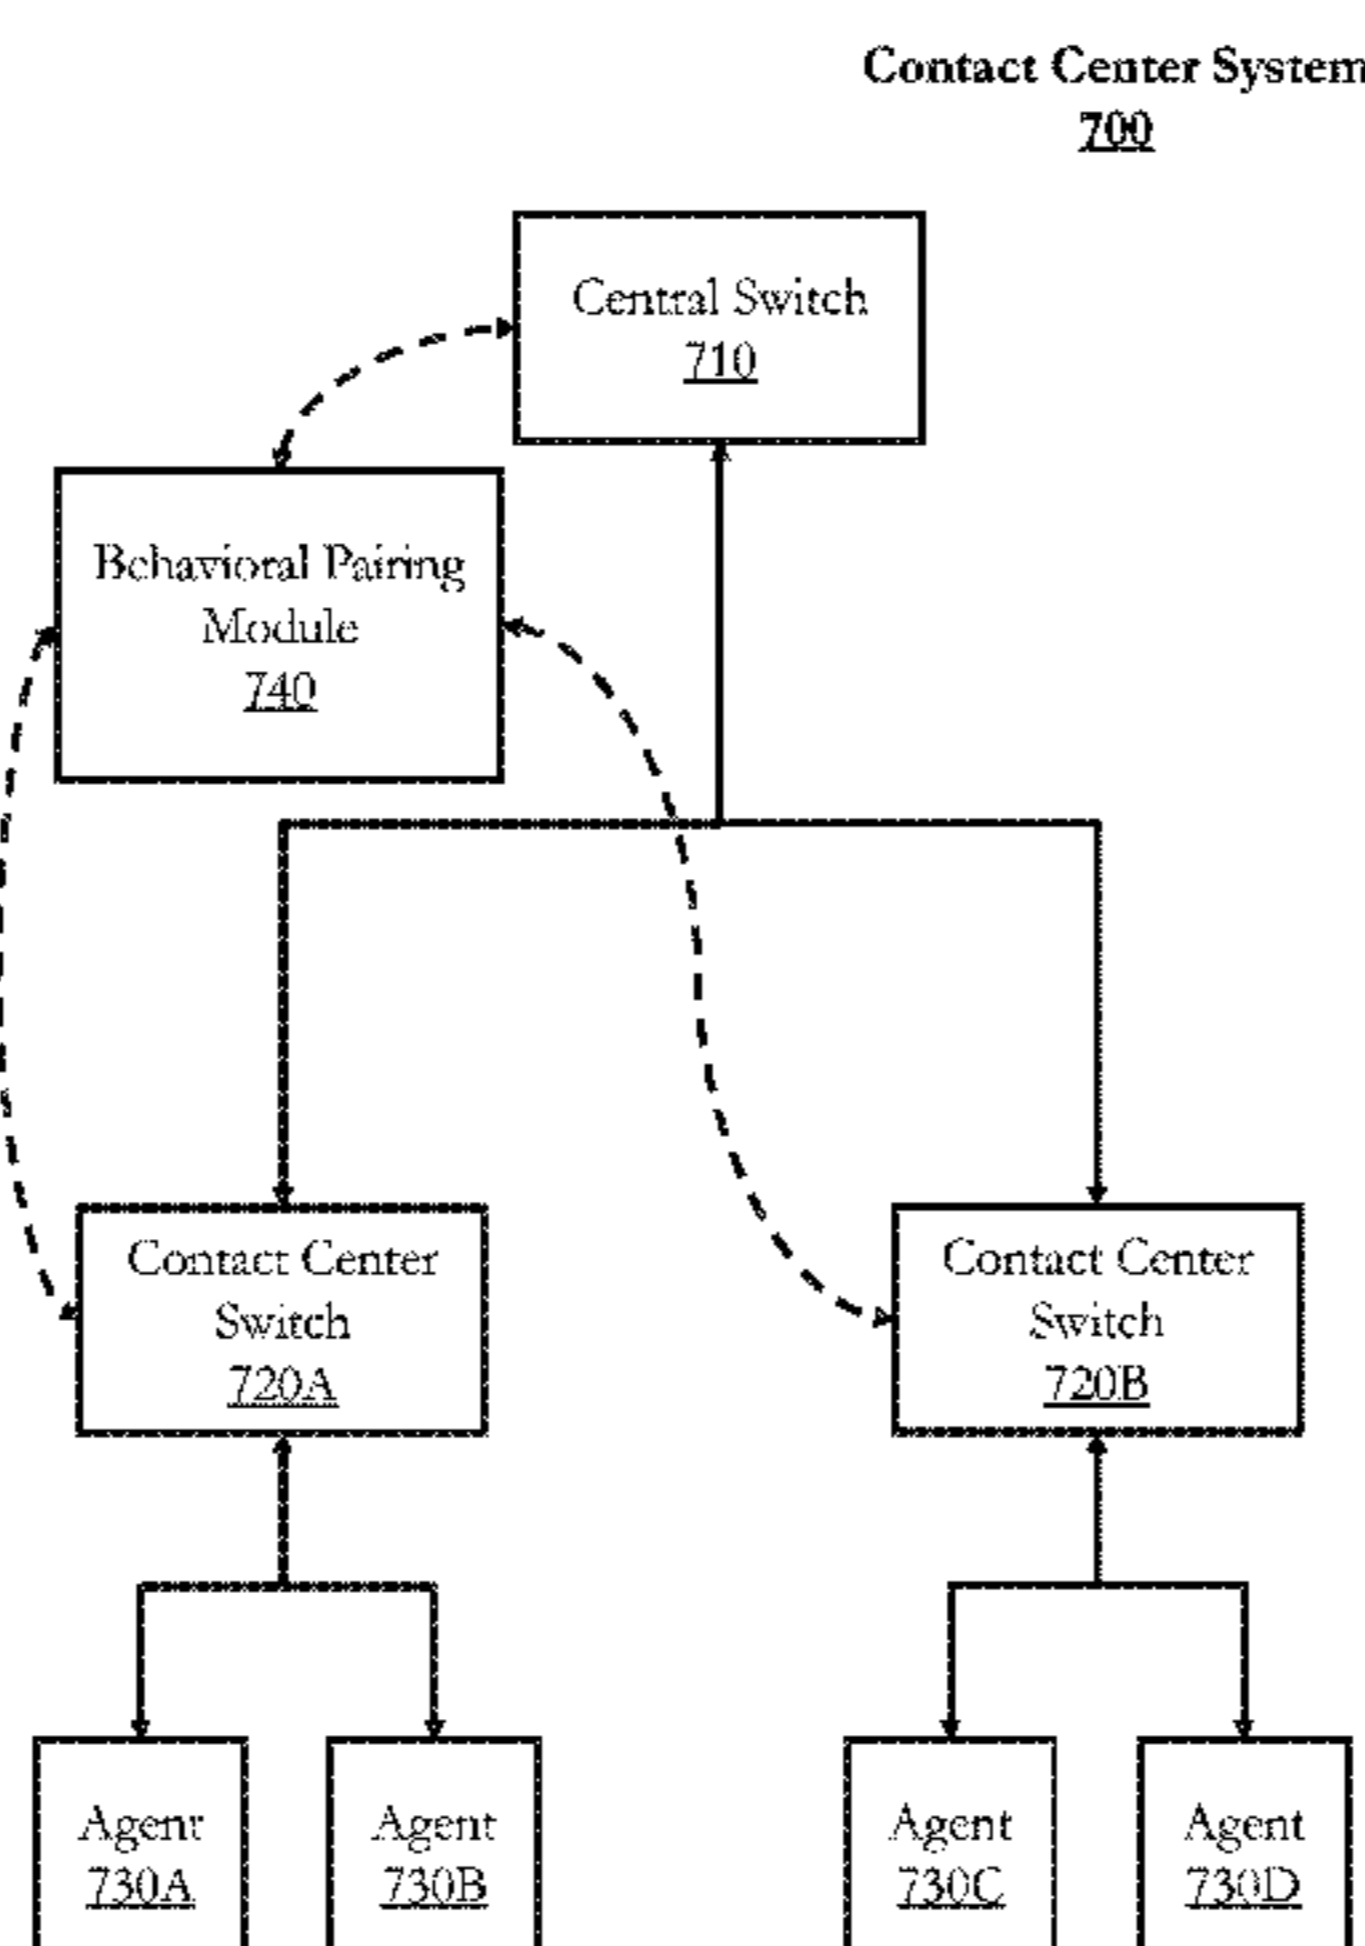 Contact Center System
700
Central Switch
710
Behavioral Pairing
Module
740
Contact Center
Switch
720A
Contact Center
Switch
720B
Agent
730A
Agent
730B
Agent
730C
Agent
730D